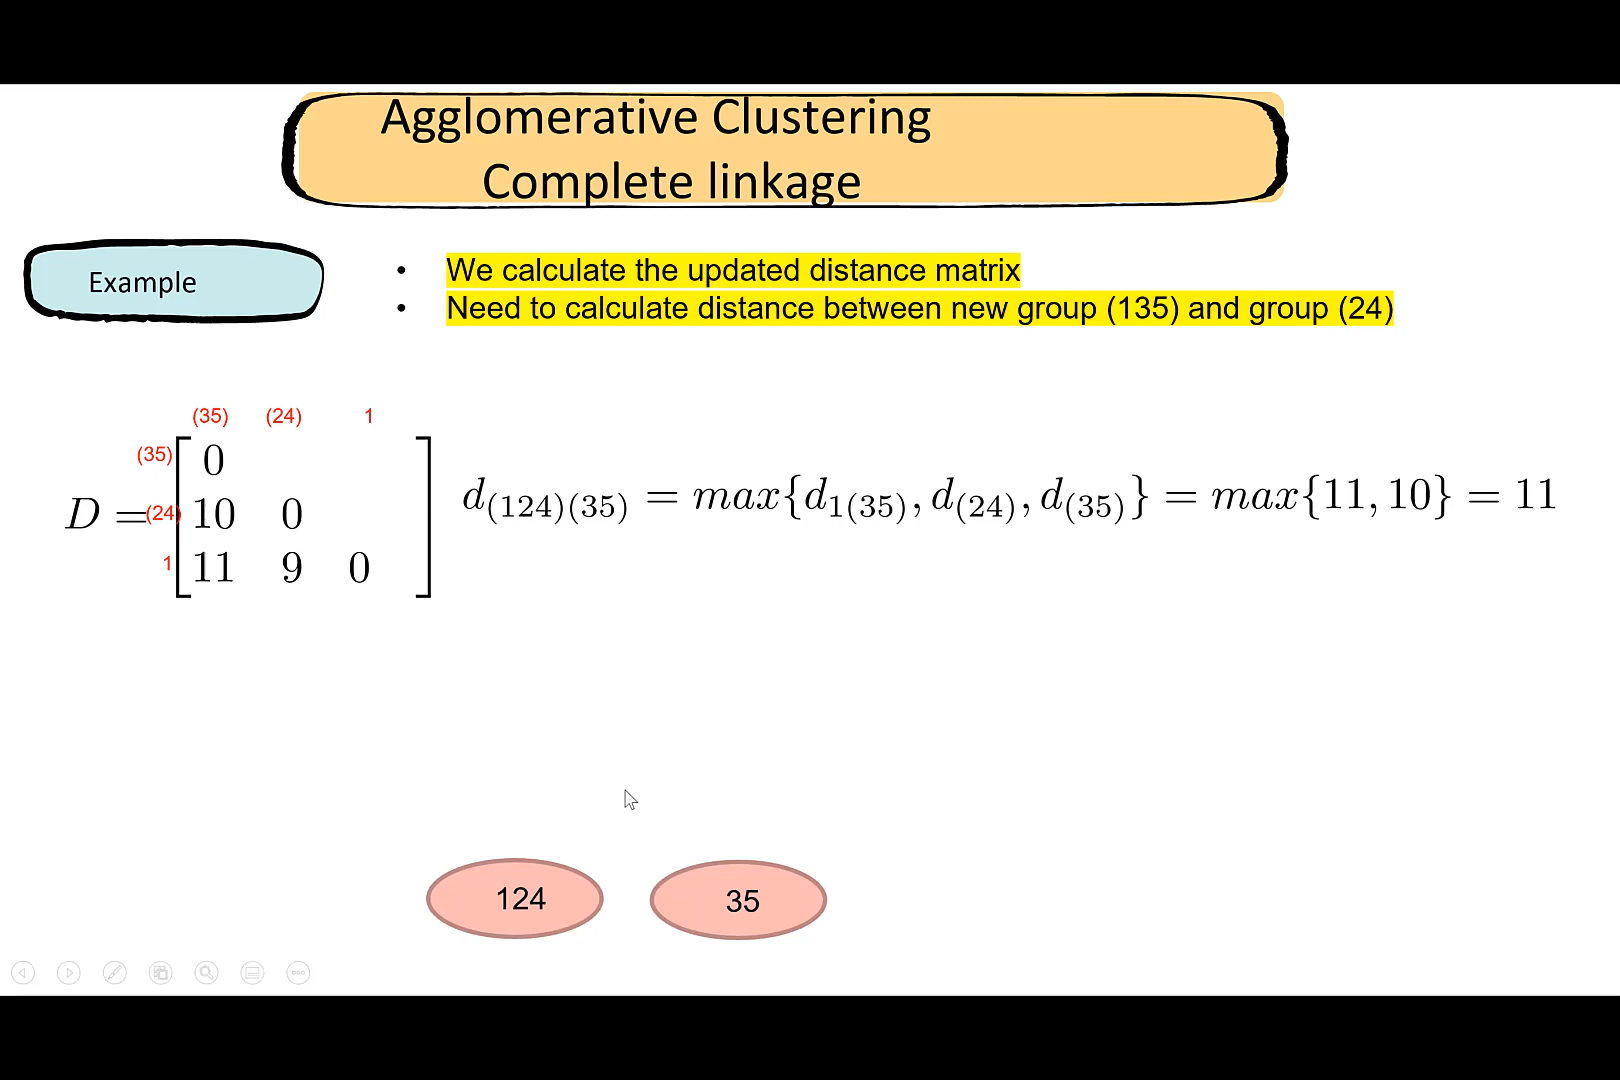 Agglomerative Clustering
Complete linkage
Example
• We calculate the updated distance matrix
• Need to calculate distance between new group (135) and group (24)
(35) (24) 1
(35) 0
D = (24) 10 0
1 11 9 0
d(124)(35) = max{d1(35), d(24), d(35)} = max{11, 10} = 11
124
35